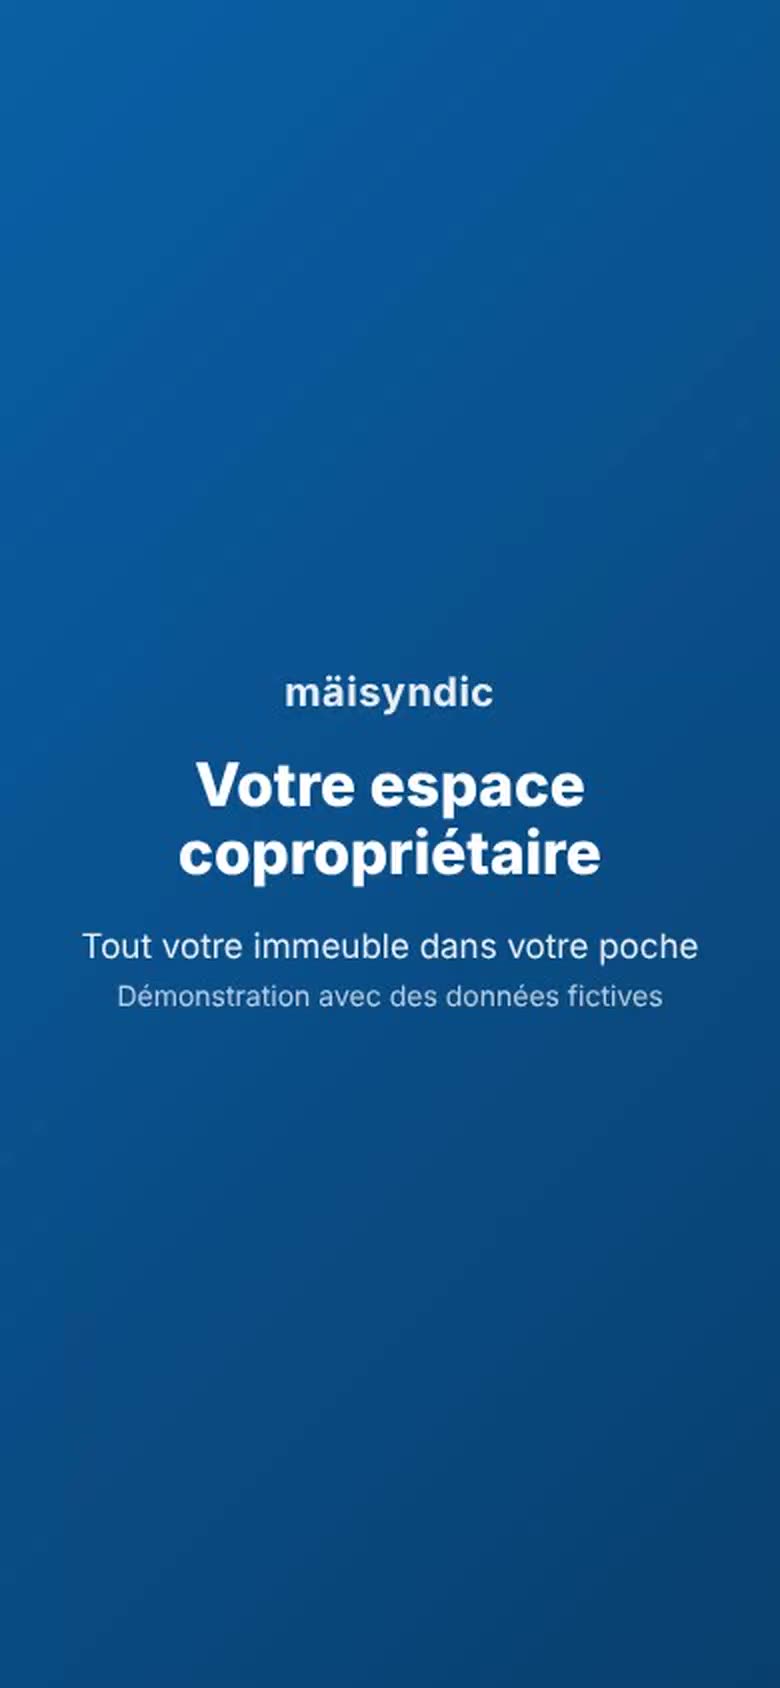 mäisyndic
Votre espace
copropriétaire
Tout votre immeuble dans votre poche
Démonstration avec des données fictives